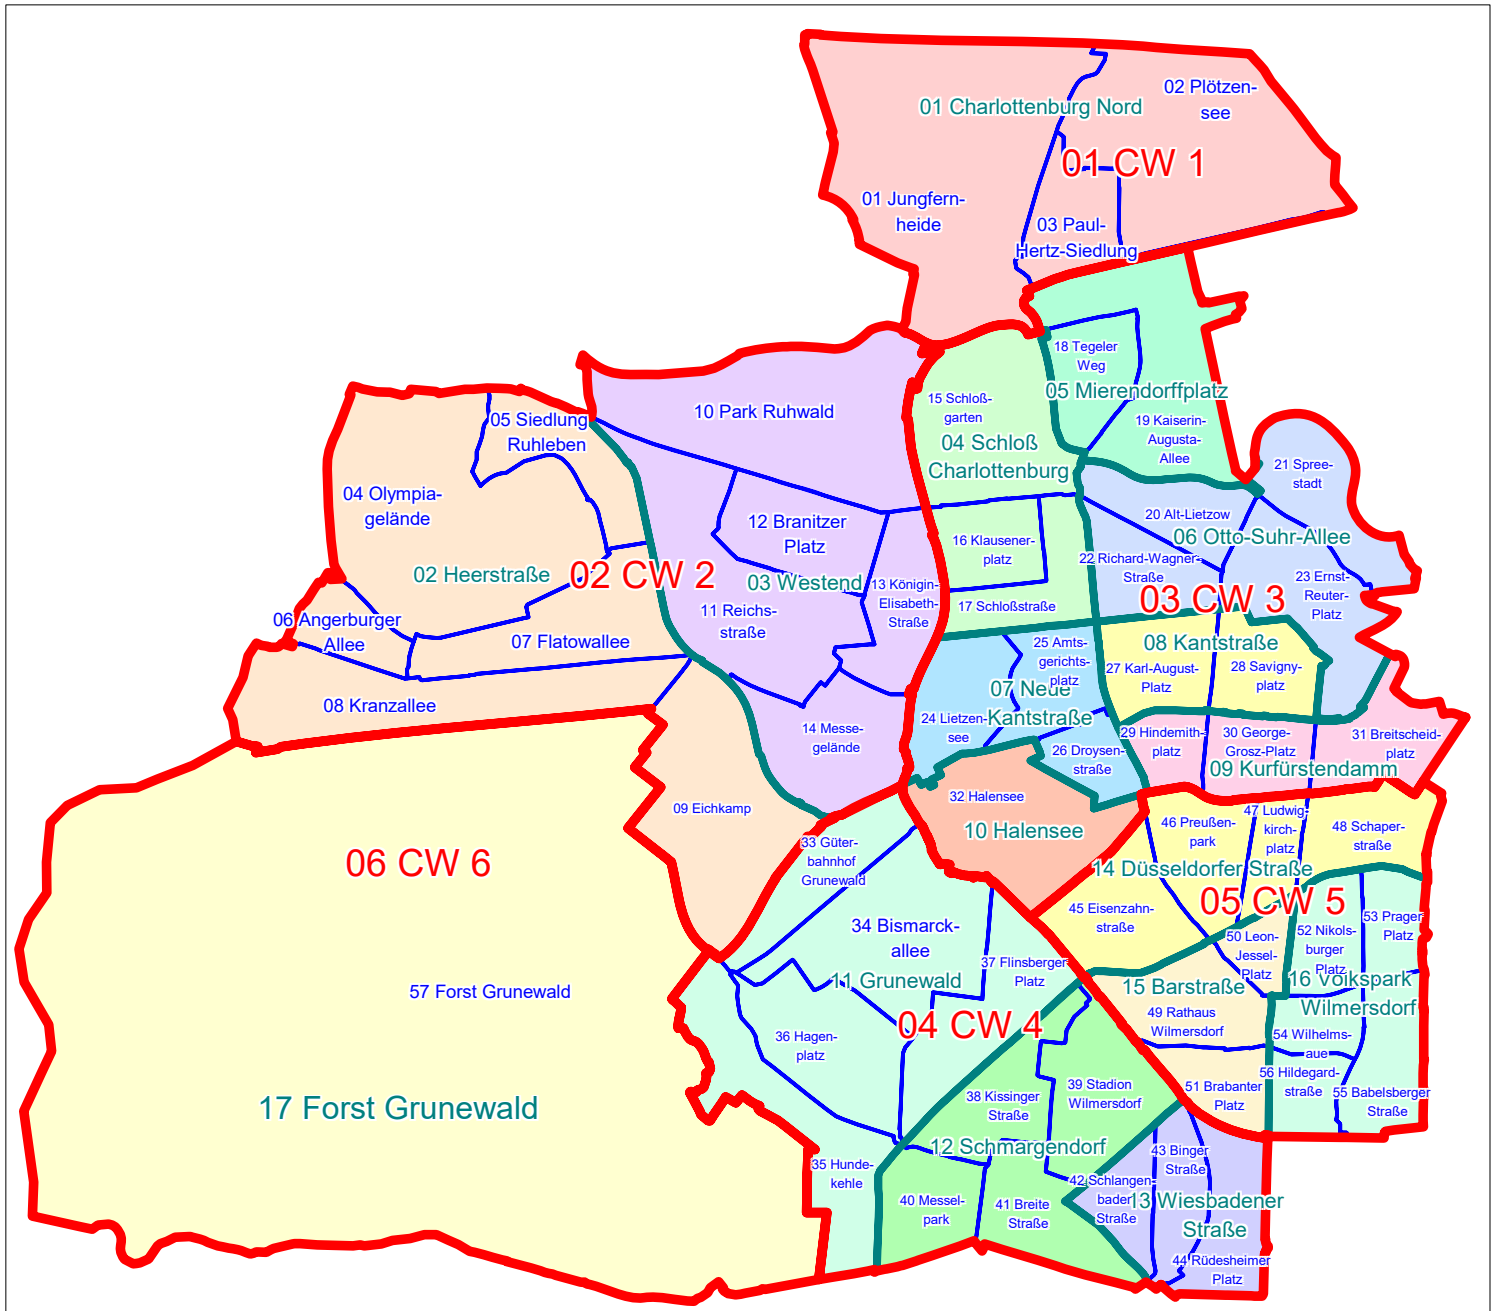 02 Plötzen-
see
01 Charlottenburg Nord
01 CW 1
01 Jungfern-
heide
03 Paul-
Hertz-Siedlung
18 Tegeler
Weg
05 Mierendorffplatz
15 Schloß-
garten
10 Park Ruhwald
05 Siedlung
Ruhleben
19 Kaiserin-
Augusta-
Allee
04 Schloß
Charlottenburg
21 Spree-
stadt
04 Olympia-
gelände
12 Branitzer
Platz
20 Alt-Lietzow
06 Otto-Suhr-Allee
16 Klausener-
platz
22 Richard-Wagner-
Straße
02 Heerstraße
02 CW 2
03 Westend
13 Königin-
Elisabeth-
Straße
23 Ernst-
Reuter-
Platz
03 CW 3
17 Schloßstraße
11 Reichs-
straße
06 Angerburger
Allee
07 Flatowallee
25 Amts-
gerichts-
platz
08 Kantstraße
27 Karl-August-
Platz
28 Savigny-
platz
07 Neue
Kantstraße
08 Kranzallee
24 Lietzen-
see
14 Messe-
gelände
26 Droysen-
straße
29 Hindemith-
platz
30 George-
Grosz-Platz
31 Breitscheid-
platz
09 Kurfürstendamm
09 Eichkamp
32 Halensee
10 Halensee
46 Preußen-
park
47 Ludwig-
kirch-
platz
48 Schaper-
straße
33 Güter-
bahnhof
Grunewald
06 CW 6
14 Düsseldorfer Straße
05 CW 5
45 Eisenzahn-
straße
34 Bismarck-
allee
50 Leon-
Jessel-
Platz
52 Nikols-
burger
Platz
53 Prager
Platz
37 Flinsberger
Platz
11 Grunewald
15 Barstraße
16 Volkspark
Wilmersdorf
57 Forst Grunewald
04 CW 4
49 Rathaus
Wilmersdorf
36 Hagen-
platz
54 Wilhelms-
aue
56 Hildegard-
straße
55 Babelsberger
Straße
51 Brabanter
Platz
39 Stadion
Wilmersdorf
38 Kissinger
Straße
17 Forst Grunewald
12 Schmargendorf
43 Binger
Straße
35 Hunde-
kehle
42 Schlangen-
bader
Straße
40 Messel-
park
41 Breite
Straße
13 Wiesbadener
Straße
44 Rüdesheimer
Platz